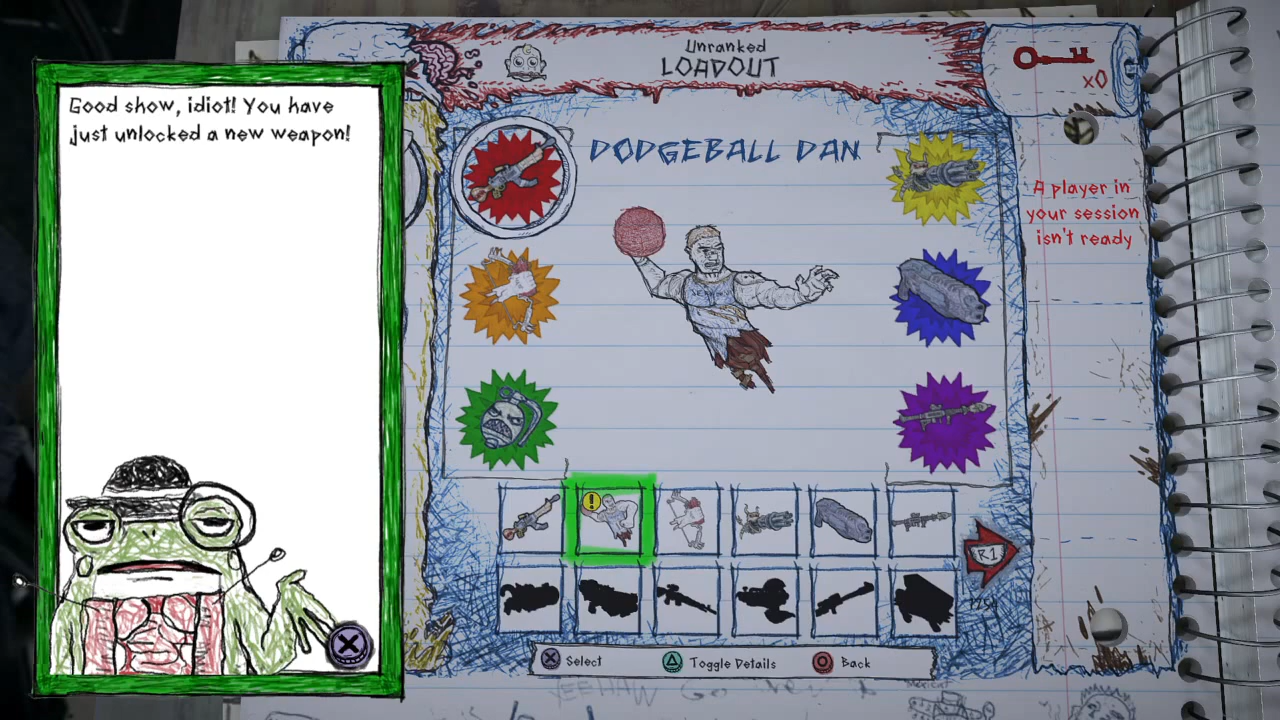 Good show, idiot! You have
just unlocked a new weapon!
Unranked
LOADOUT
x0
DODGEBALL DAN
A player in
your session
isn't ready
R1
Select
Toggle Details
Back
YEEHAW